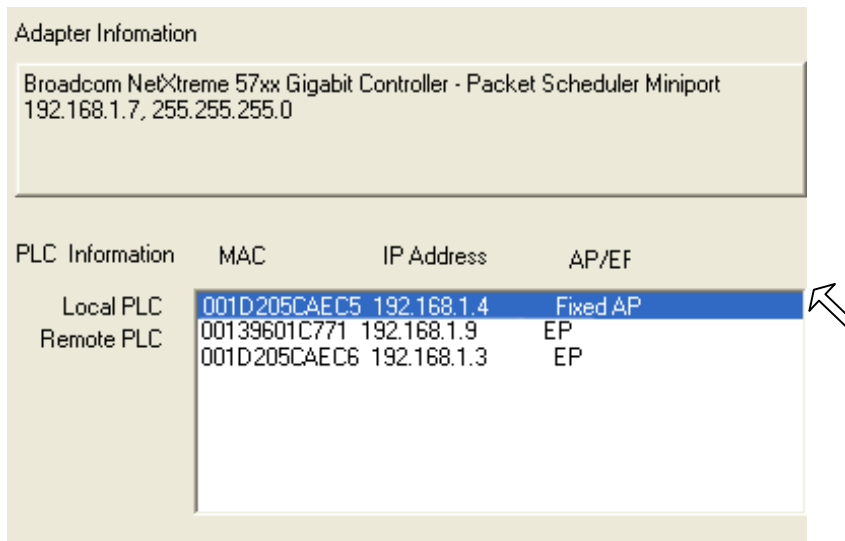 Adapter Infomation
Broadcom NetXtreme 57xx Gigabit Controller - Packet Scheduler Miniport
192.168.1.7, 255.255.255.0
PLC Information MAC IP Address AP/EF
Local PLC 001D205CAEC5 192.168.1.4 Fixed AP
Remote PLC 00139601C771 192.168.1.9 EP
001D205CAEC6 192.168.1.3 EP